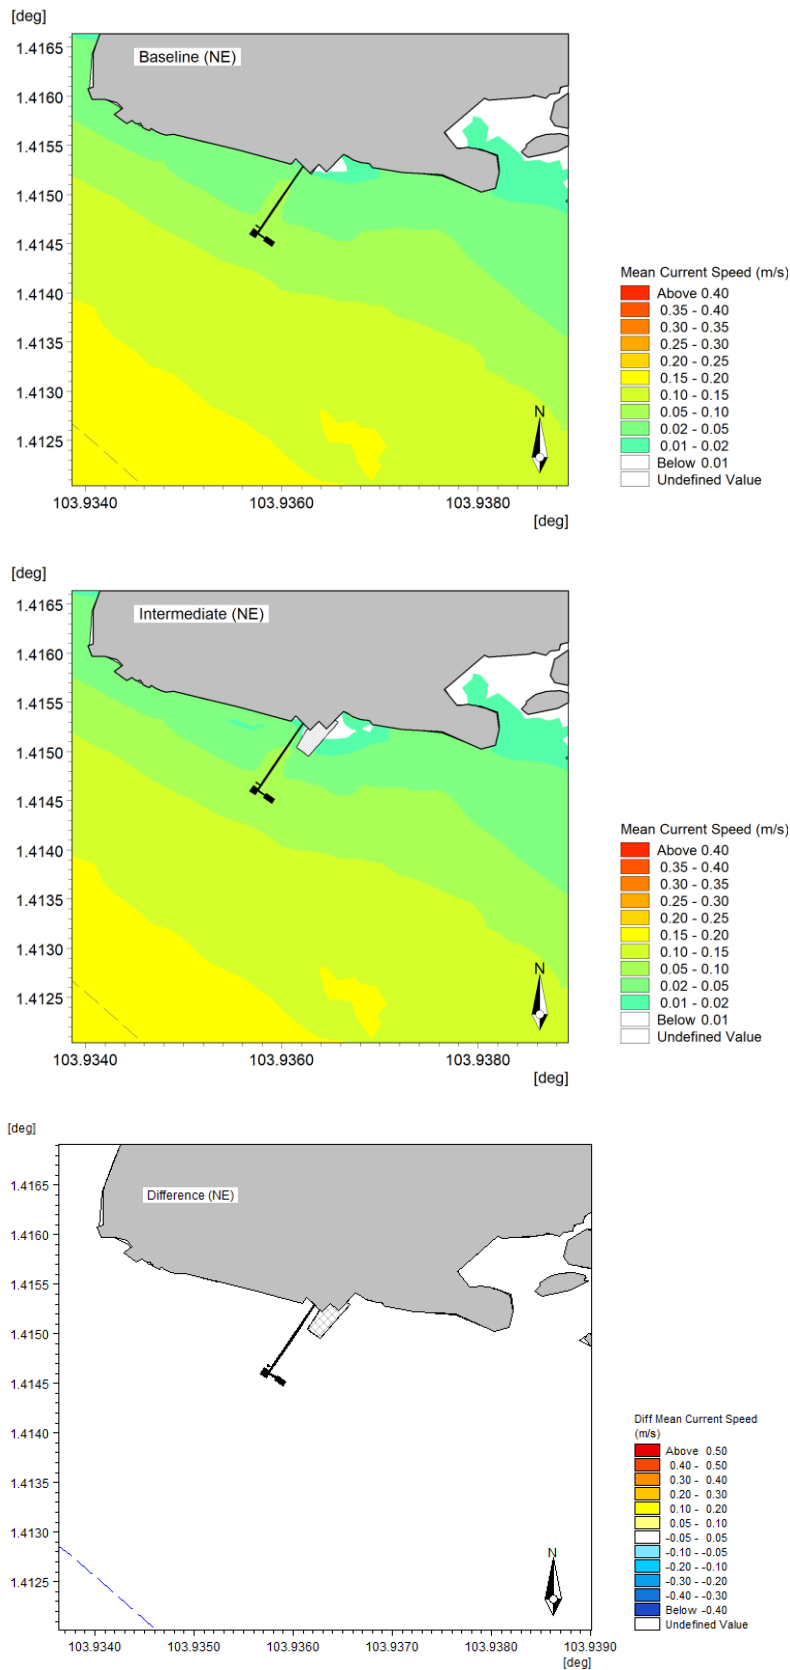 [deg]
1.4165
Baseline (NE)
1.4160
1.4155
1.4150
1.4145
1.4140
1.4135
1.4130
1.4125
N
103.9340
103.9360
103.9380
[deg]
Mean Current Speed (m/s)
Above 0.40
0.35 - 0.40
0.30 - 0.35
0.25 - 0.30
0.20 - 0.25
0.15 - 0.20
0.10 - 0.15
0.05 - 0.10
0.02 - 0.05
0.01 - 0.02
Below 0.01
Undefined Value
[deg]
1.4165
Intermediate (NE)
1.4160
1.4155
1.4150
1.4145
1.4140
1.4135
1.4130
1.4125
N
103.9340
103.9360
103.9380
[deg]
Mean Current Speed (m/s)
Above 0.40
0.35 - 0.40
0.30 - 0.35
0.25 - 0.30
0.20 - 0.25
0.15 - 0.20
0.10 - 0.15
0.05 - 0.10
0.02 - 0.05
0.01 - 0.02
Below 0.01
Undefined Value
[deg]
1.4165
Difference (NE)
1.4160
1.4155
1.4150
1.4145
1.4140
1.4135
1.4130
1.4125
N
103.9340
103.9350
103.9360
103.9370
103.9380
103.9390
[deg]
Diff Mean Current Speed
(m/s)
Above 0.50
0.40 - 0.50
0.30 - 0.40
0.20 - 0.30
0.10 - 0.20
0.05 - 0.10
-0.05 - 0.05
-0.10 - -0.05
-0.20 - -0.10
-0.30 - -0.20
-0.40 - -0.30
Below -0.40
Undefined Value